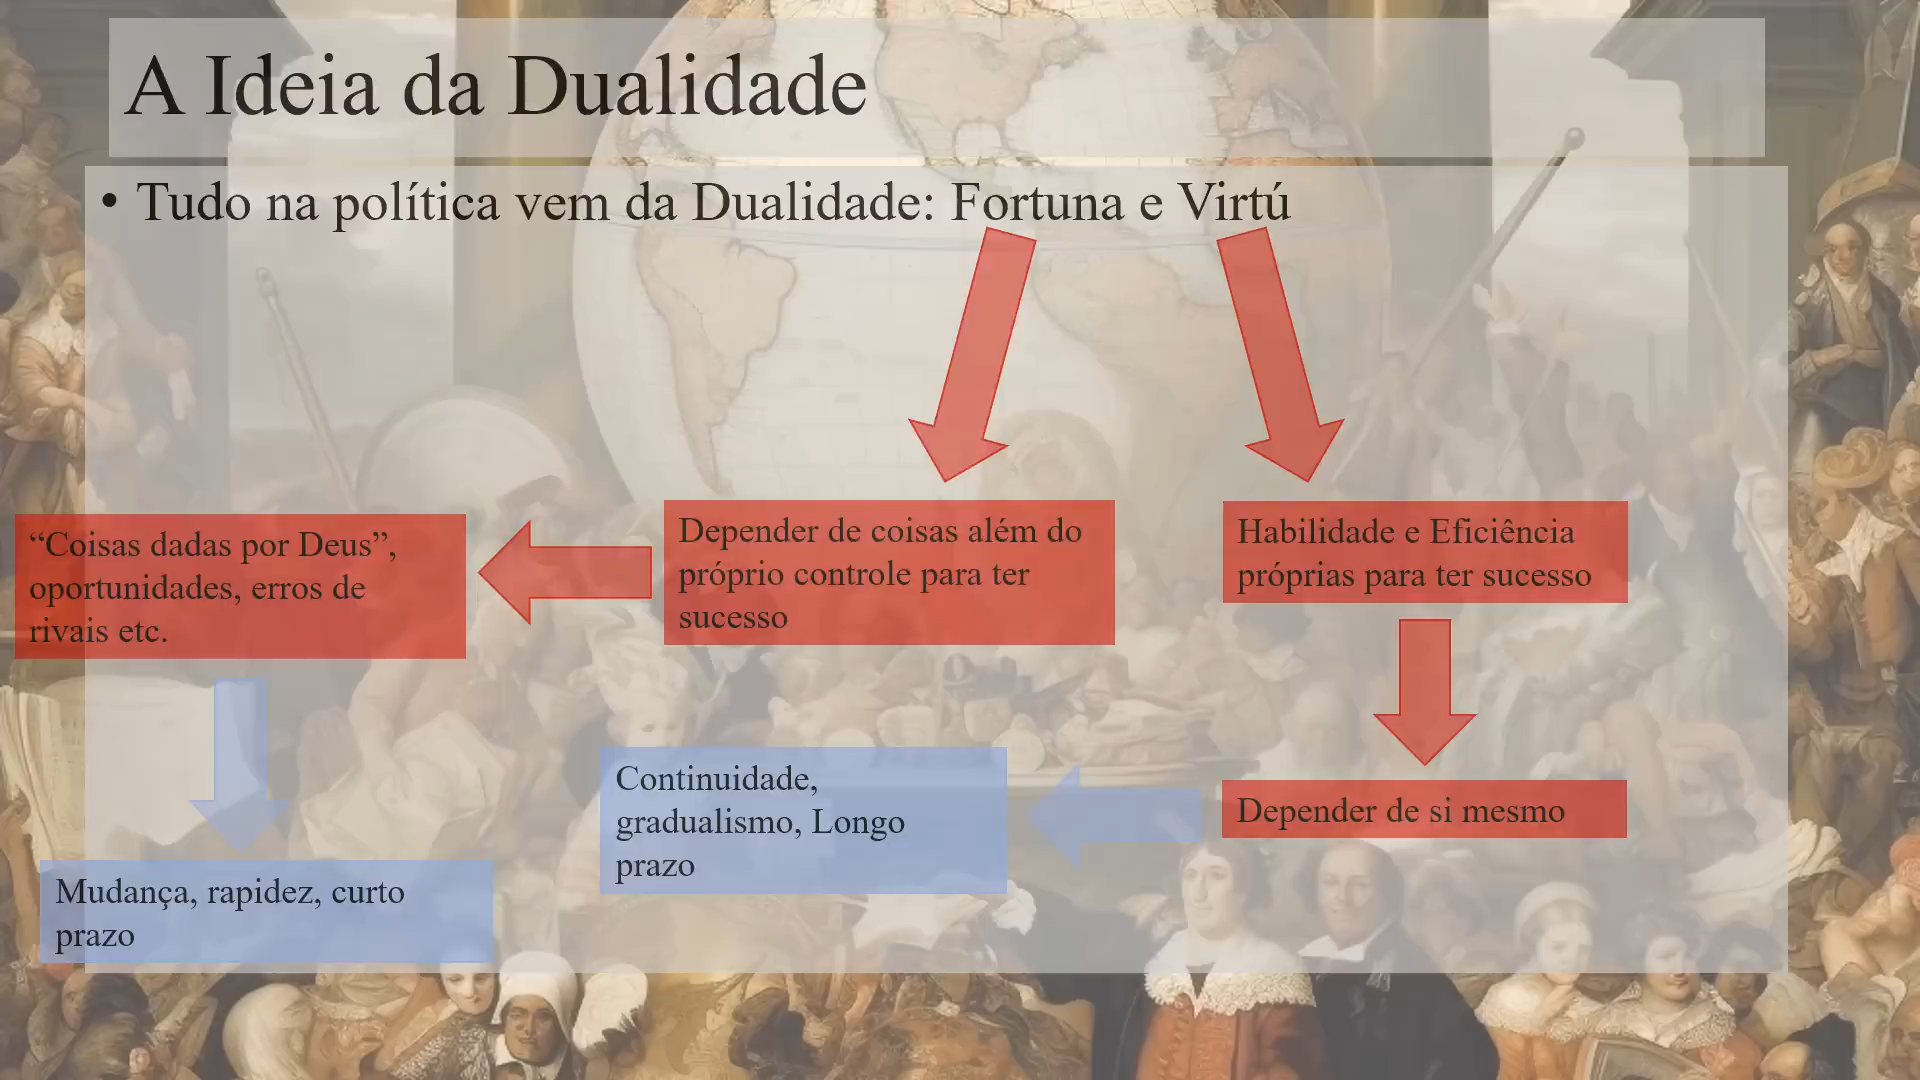 A Ideia da Dualidade
• Tudo na política vem da Dualidade: Fortuna e Virtú
“Coisas dadas por Deus”,
oportunidades, erros de
rivais etc.
Depender de coisas além do
próprio controle para ter
sucesso
Habilidade e Eficiência
próprias para ter sucesso
Continuidade,
gradualismo, Longo
prazo
Depender de si mesmo
Mudança, rapidez, curto
prazo